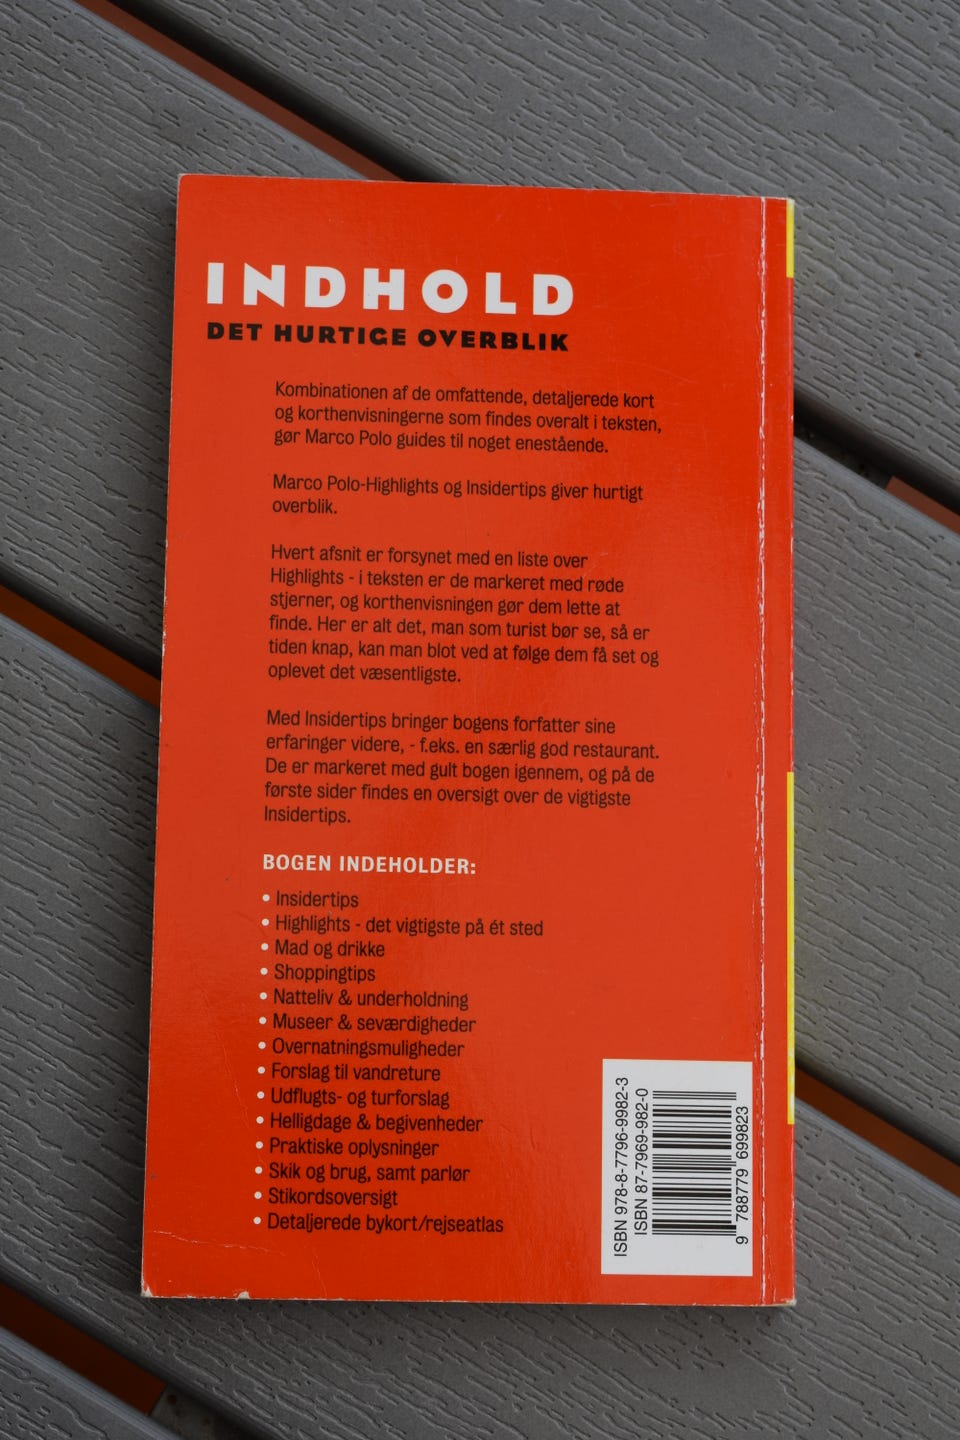 INDHOLD
DET HURTIGE OVERBLIK
Kombinationen af de omfattende, detaljerede kort
og korthenvisningerne som findes overalt i teksten,
gør Marco Polo guides til noget enestående.
Marco Polo-Highlights og Insidertips giver hurtigt
overblik.
Hvert afsnit er forsynet med en liste over
Highlights - i teksten er de markeret med røde
stjerner, og korthenvisningen gør dem lette at
finde. Her er alt det, man som turist bør se, så er
tiden knap, kan man blot ved at følge dem få set og
oplevet det væsentligste.
Med Insidertips bringer bogens forfatter sine
erfaringer videre, - f.eks. en særlig god restaurant.
De er markeret med gult bogen igennem, og på de
første sider findes en oversigt over de vigtigste
Insidertips.
BOGEN INDEHOLDER:
• Insidertips
• Highlights - det vigtigste på ét sted
• Mad og drikke
• Shoppingtips
• Natteliv & underholdning
• Museer & seværdigheder
• Overnatningsmuligheder
• Forslag til vandreture
• Udflugts- og turforslag
• Helligdage & begivenheder
• Praktiske oplysninger
• Skik og brug, samt parlør
• Stikordsoversigt
• Detaljerede bykort/rejseatlas
ISBN 978-8-7796-9982-3
ISBN 87-7969-982-0
9 788779 699823